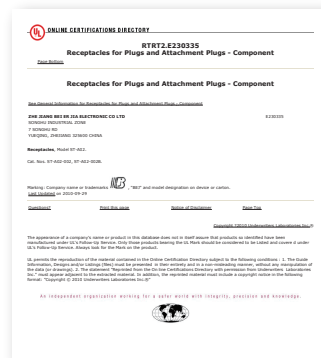 UL ONLINE CERTIFICATIONS DIRECTORY
RTRT2.E230335
Receptacles for Plugs and Attachment Plugs - Component
Page Bottom
Receptacles for Plugs and Attachment Plugs - Component
See General Information for Receptacles for Plugs and Attachment Plugs - Component
ZHE JIANG BEI ER JIA ELECTRONIC CO LTD E230335
SONGHU INDUSTRIAL ZONE
7 SONGHU RD
YUEQING, ZHEJIANG 325600 CHINA
Receptacles, Model ST-A02.
Cat. Nos. ST-A02-002, ST-A02-002B.
Marking: Company name or trademarks , "BEJ" and model designation on device or carton.
Last Updated on 2010-09-29
Questions? Print this page Notice of Disclaimer Page Top
Copyright ©2010 Underwriters Laboratories Inc.®
The appearance of a company's name or product in this database does not in itself assure that products so identified have been
manufactured under UL's Follow-Up Service. Only those products bearing the UL Mark should be considered to be Listed and covered under
UL's Follow-Up Service. Always look for the Mark on the product.
UL permits the reproduction of the material contained in the Online Certification Directory subject to the following conditions : 1. The Guide
Information, Designs and/or Listings (files) must be presented in their entirety and in a non-misleading manner, without any manipulation of
the data (or drawings). 2. The statement "Reprinted from the Online Certifications Directory with permission from Underwriters Laboratories
Inc." must appear adjacent to the extracted material. In addition, the reprinted material must include a copyright notice in the following
format: "Copyright © 2010 Underwriters Laboratories Inc.®"
An independent organization working for a safer world with integrity, precision and knowledge.